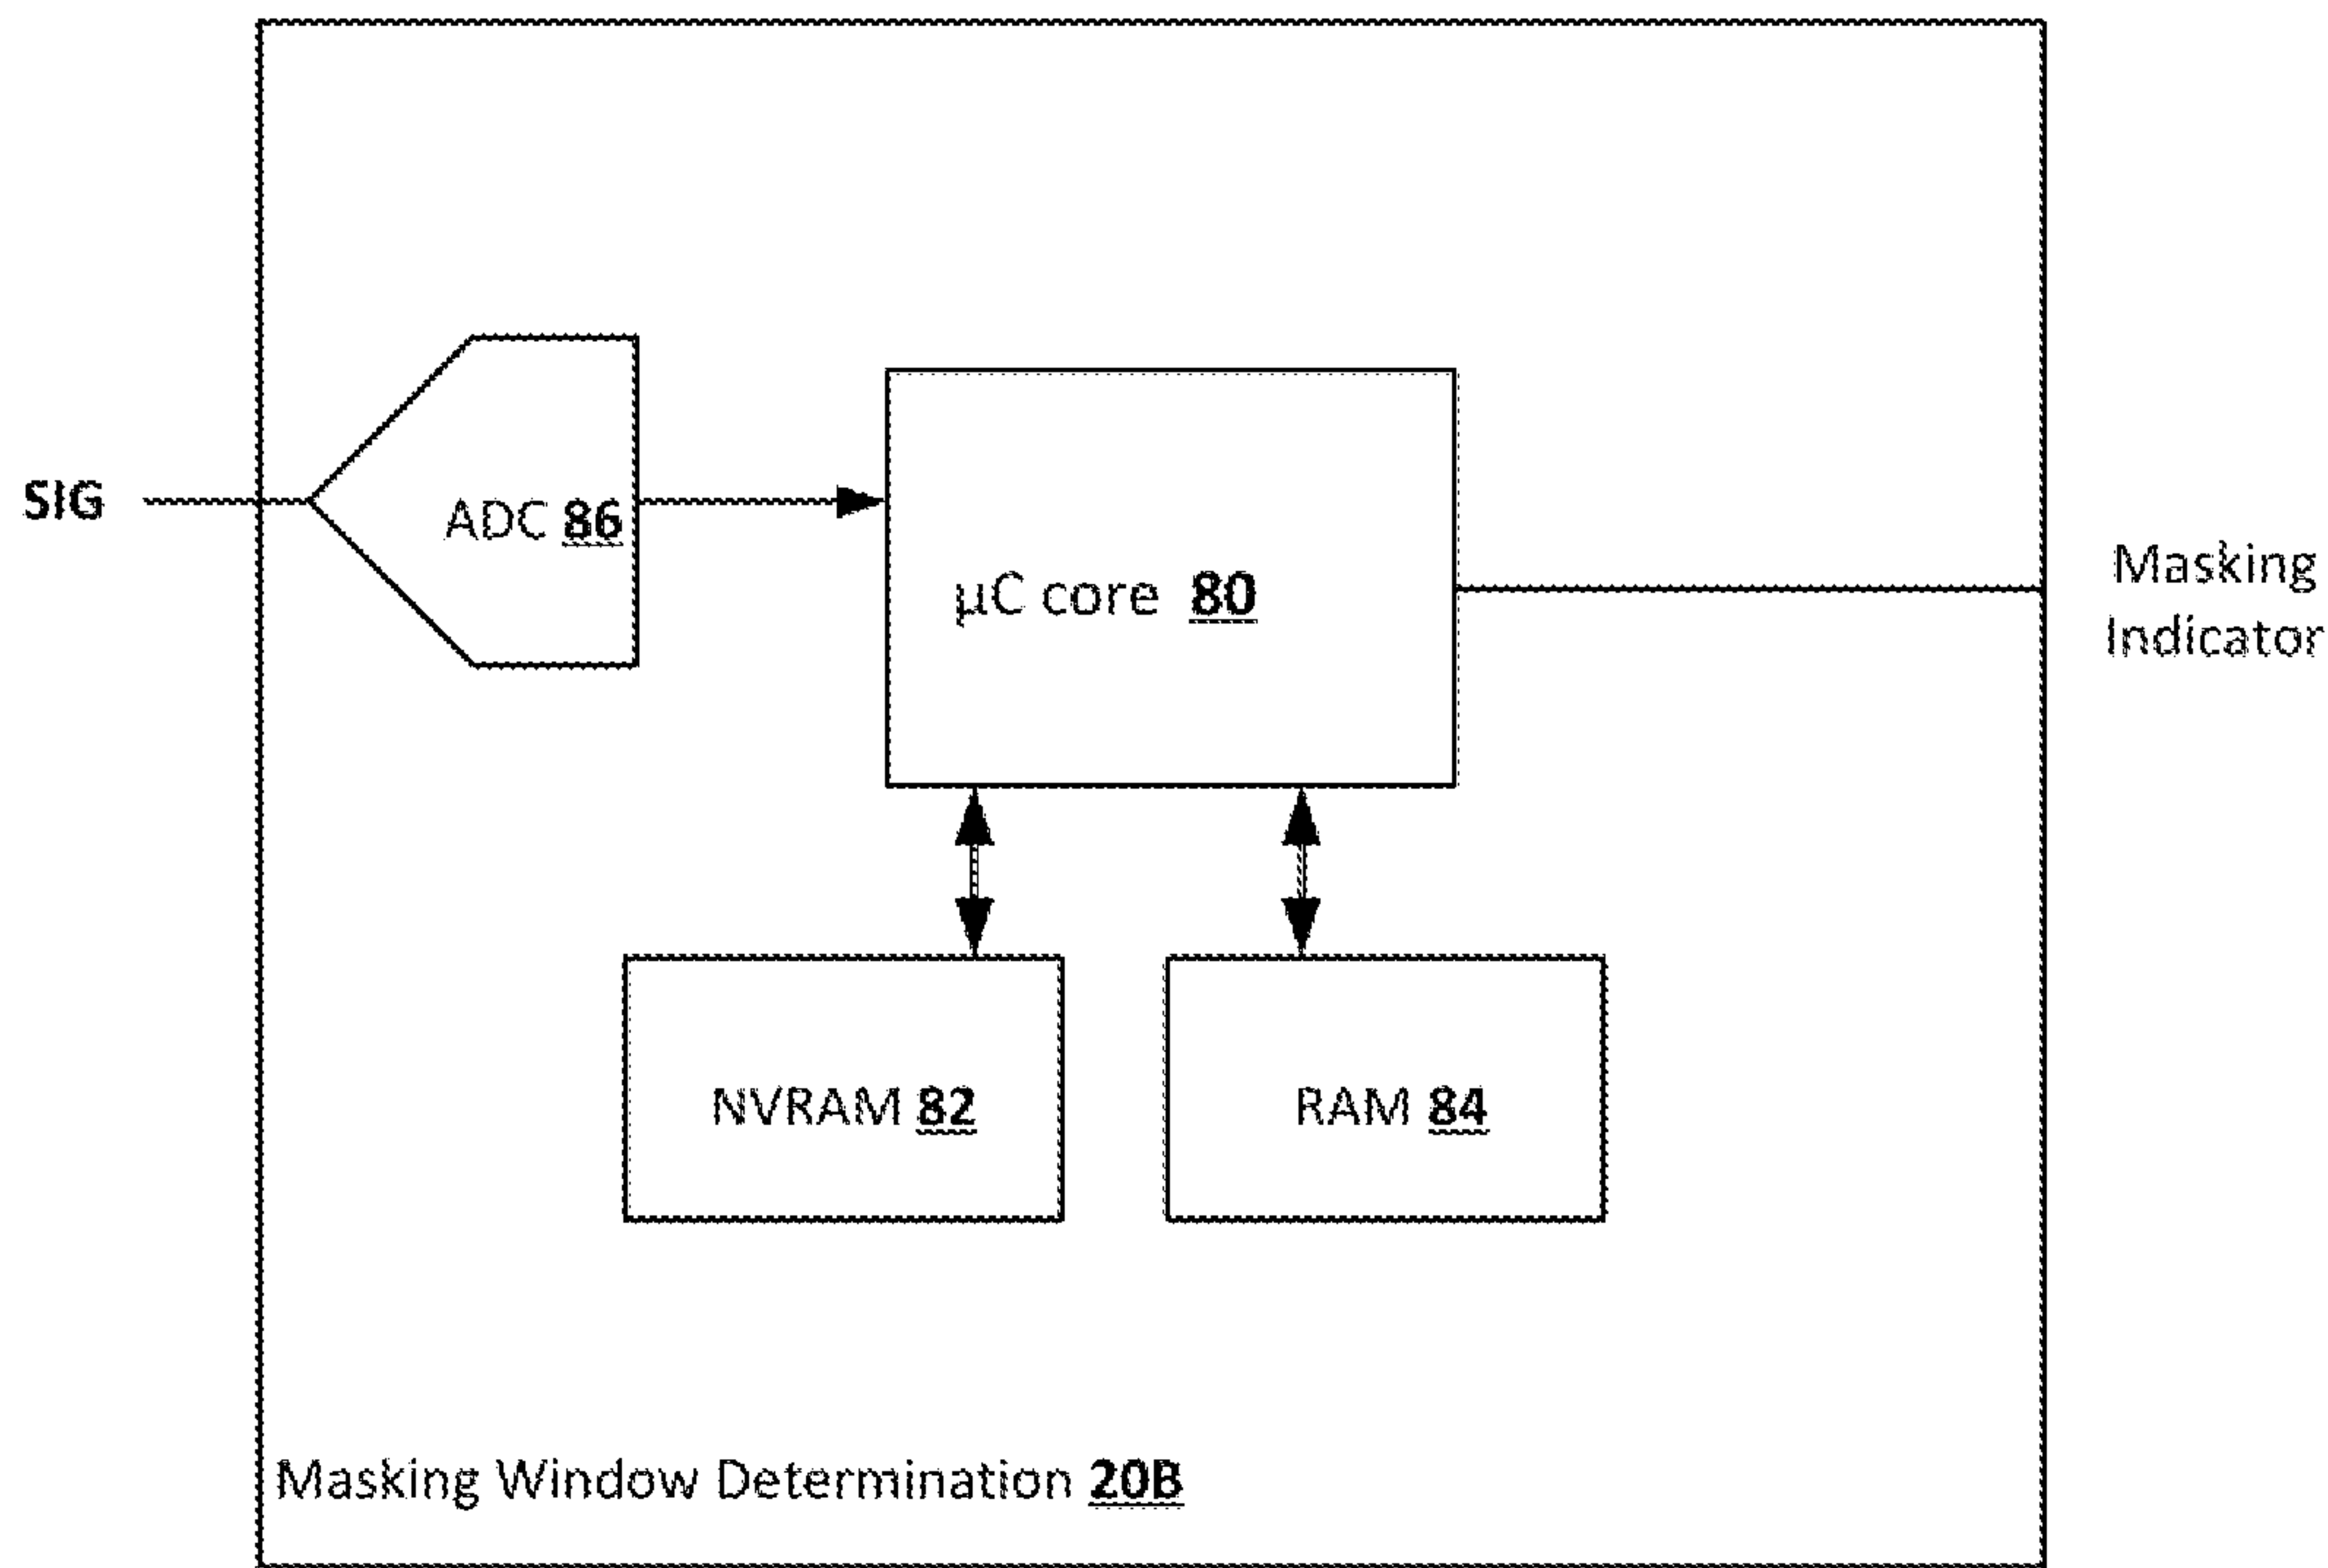 SIG
ADC 86
µC core 80
Masking
Indicator
NVRAM 82
RAM 84
Masking Window Determination 20B